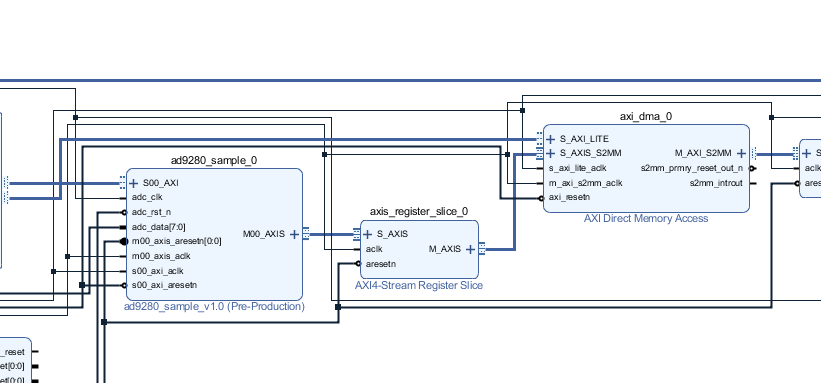 axi_dma_0
S_AXI_LITE
S_AXIS_S2MM
s_axi_lite_aclk
m_axi_s2mm_aclk
axi_resetn
M_AXI_S2MM
s2mm_prmry_reset_out_n
s2mm_introut
AXI Direct Memory Access
S
aclk
ares
ad9280_sample_0
S00_AXI
adc_clk
adc_rst_n
adc_data[7:0]
m00_axis_aresetn[0:0]
m00_axis_aclk
s00_axi_aclk
s00_axi_aresetn
M00_AXIS
ad9280_sample_v1.0 (Pre-Production)
axis_register_slice_0
S_AXIS
aclk
aresetn
M_AXIS
AXI4-Stream Register Slice
_reset
et[0:0]
et[0:0]